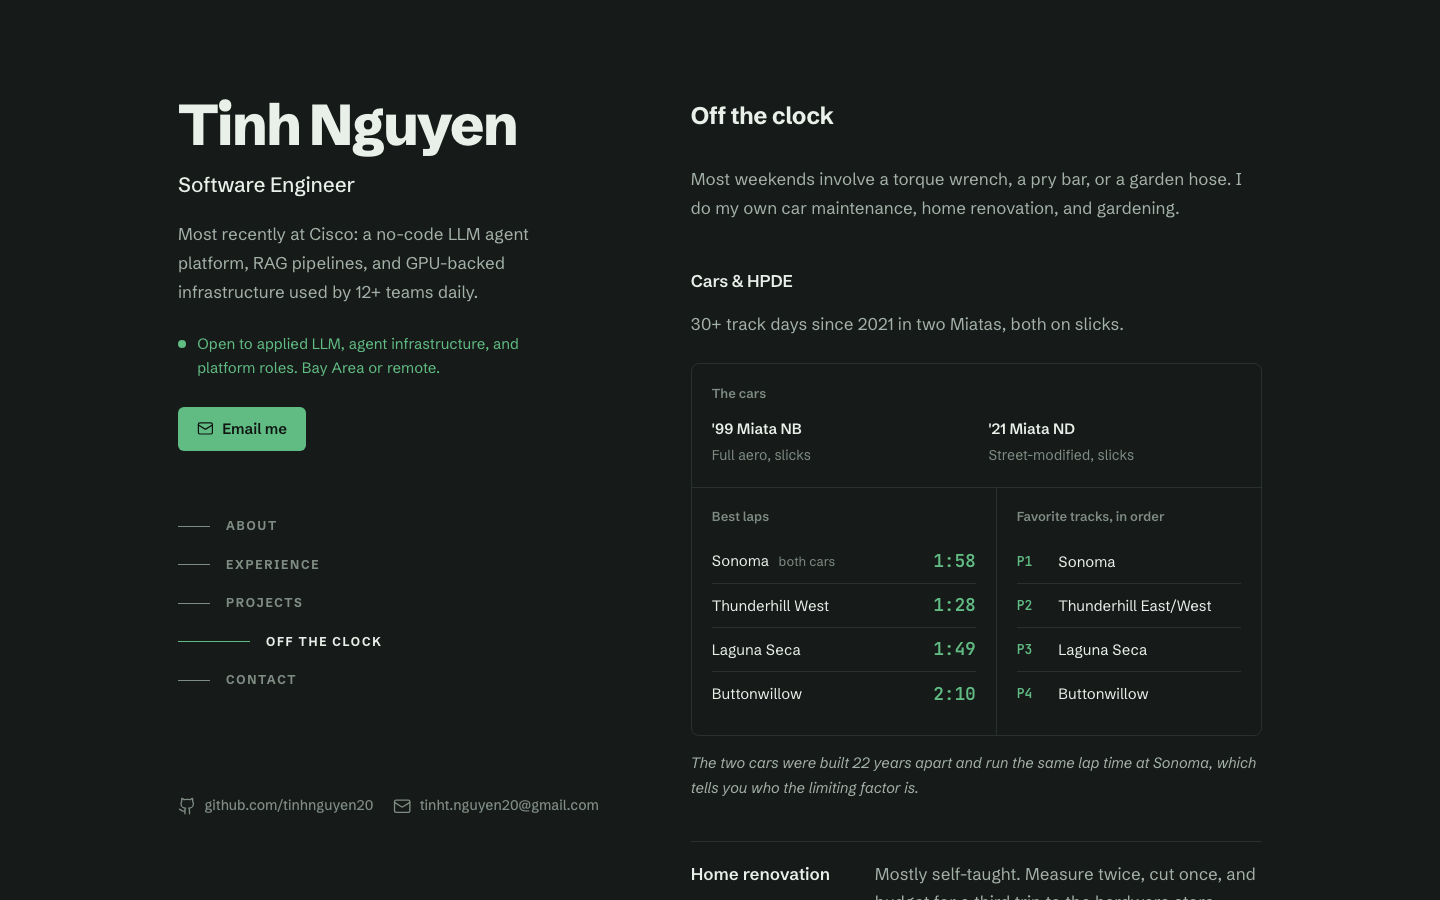 Tinh Nguyen
Software Engineer
Most recently at Cisco: a no-code LLM agent
platform, RAG pipelines, and GPU-backed
infrastructure used by 12+ teams daily.
Open to applied LLM, agent infrastructure, and
platform roles. Bay Area or remote.
Email me
ABOUT
EXPERIENCE
PROJECTS
OFF THE CLOCK
CONTACT
github.com/tinhnguyen20
tinht.nguyen20@gmail.com
Off the clock
Most weekends involve a torque wrench, a pry bar, or a garden hose. I
do my own car maintenance, home renovation, and gardening.
Cars & HPDE
30+ track days since 2021 in two Miatas, both on slicks.
The cars
'99 Miata NB
Full aero, slicks
'21 Miata ND
Street-modified, slicks
Best laps
Sonoma both cars 1:58
Thunderhill West 1:28
Laguna Seca 1:49
Buttonwillow 2:10
Favorite tracks, in order
P1 Sonoma
P2 Thunderhill East/West
P3 Laguna Seca
P4 Buttonwillow
The two cars were built 22 years apart and run the same lap time at Sonoma, which
tells you who the limiting factor is.
Home renovation
Mostly self-taught. Measure twice, cut once, and
budget for a third trip to the hardware store.